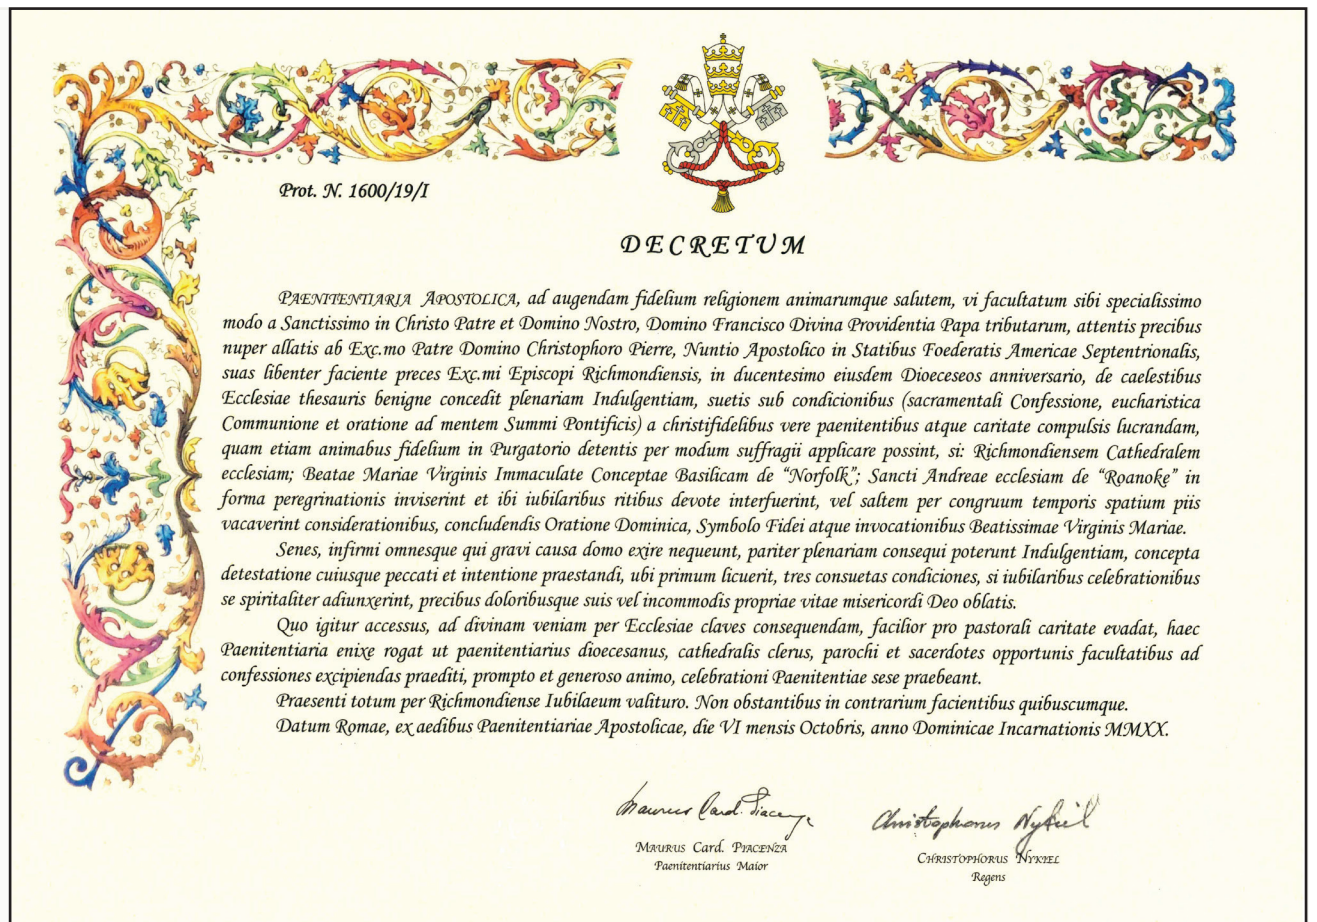 Prot. N. 1600/19/I
DECRETUM
PAENITENTIARIA APOSTOLICA, ad augendam fidelium religionem animarumque salutem, vi facultatum sibi specialissimo
modo a Sanctissimo in Christo Patre et Domino Nostro, Domino Francisco Divina Providentia Papa tributarum, attentis precibus
nuper allatis ab Exc.mo Patre Domino Christophoro Pierre, Nuntio Apostolico in Statibus Foederatis Americae Septentrionalis,
suas libenter faciente preces Exc.mi Episcopi Richmondiensis, in ducentesimo eiusdem Dioeceseos anniversario, de caelestibus
Ecclesiae thesauris benigne concedit plenariam Indulgentiam, suetis sub condicionibus (sacramentali Confessione, eucharistica
Communione et oratione ad mentem Summi Pontificis) a christifidelibus vere paenitentibus atque caritate compulsis lucrandam,
quam etiam animabus fidelium in Purgatorio detentis per modum suffragii applicare possint, si: Richmondiensem Cathedralem
ecclesiam; Beatae Mariae Virginis Immaculate Conceptae Basilicam de “Norfolk”; Sancti Andreae ecclesiam de “Roanoke” in
forma peregrinationis inviserint et ibi iubilaribus ritibus devote interfuerint, vel saltem per congruum temporis spatium piis
vacaverint considerationibus, concludendis Oratione Dominica, Symbolo Fidei atque invocationibus Beatissimae Virginis Mariae.
Senes, infirmi omnesque qui gravi causa domo exire nequeunt, pariter plenariam consequi poterunt Indulgentiam, concepta
detestatione cuiusque peccati et intentione praestandi, ubi primum licuerit, tres consuetas condiciones, si iubilaribus celebrationibus
se spiritaliter adiunxerint, precibus doloribusque suis vel incommodis propriae vitae misericordi Deo oblatis.
Quo igitur accessus, ad divinam veniam per Ecclesiae claves consequendam, facilior pro pastorali caritate evadat, haec
Paenitentiaria enixe rogat ut paenitentiarius dioecesanus, cathedralis clerus, parochi et sacerdotes opportunis facultatibus ad
confessiones excipiendas praediti, prompto et generoso animo, celebrationi Paenitentiae sese praebeant.
Praesenti totum per Richmondiense Iubilaeum valituro. Non obstantibus in contrarium facientibus quibuscumque.
Datum Romae, ex aedibus Paenitentiariae Apostolicae, die VI mensis Octobris, anno Dominicae Incarnationis MMXX.
Maurus Card. Piacenza
Christophorus Nykiel
MAURUS Card. PIACENZA
Paenitentiarius Maior
CHRISTOPHORUS NYKIEL
Regens